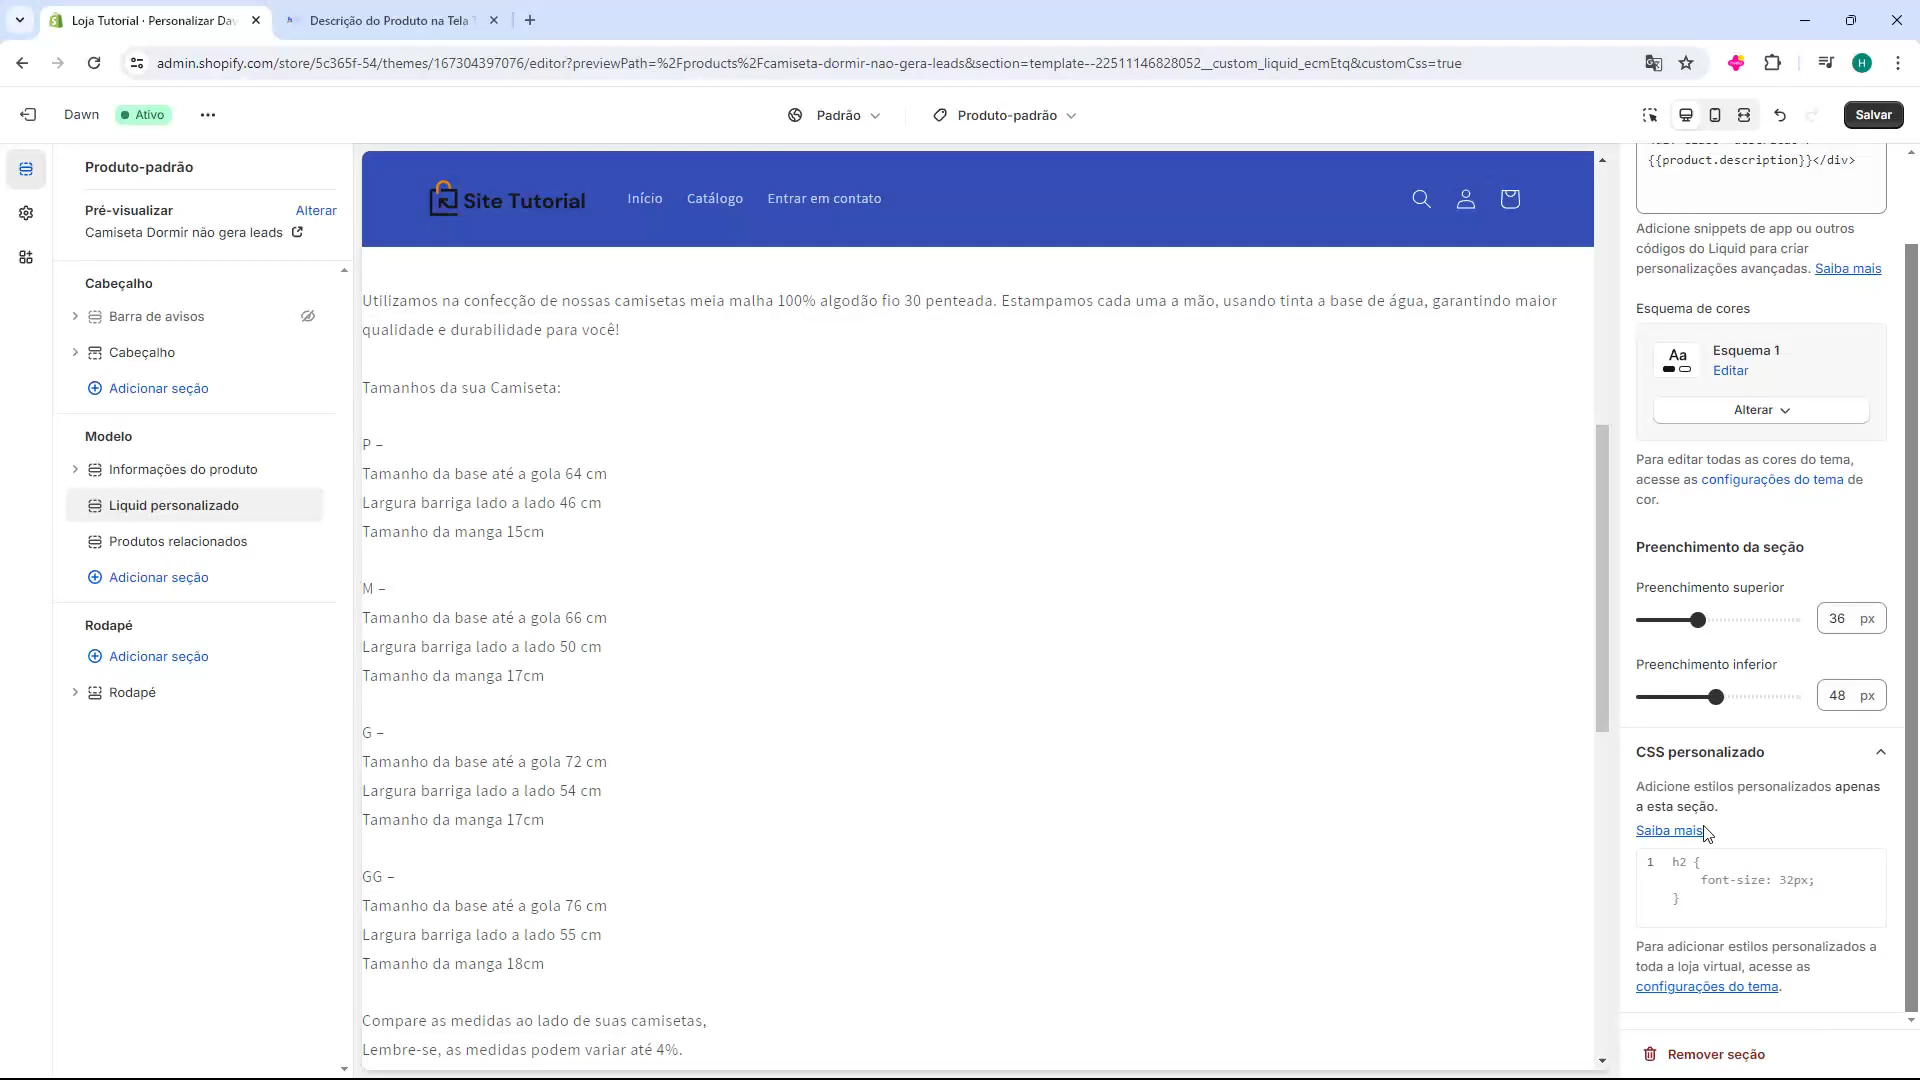 Loja Tutorial · Personalizar Daw
Descrição do Produto na Tela T
admin.shopify.com/store/5c365f-54/themes/167304397076/editor?previewPath=%2Fproducts%2Fcamiseta-dormir-nao-gera-leads&section=template--22511146828052__custom_liquid_ecmEtq&customCss=true
H
Dawn
Ativo
Padrão
Produto-padrão
Salvar
Produto-padrão
Pré-visualizar
Alterar
Camiseta Dormir não gera leads
Cabeçalho
Barra de avisos
Cabeçalho
Adicionar seção
Modelo
Informações do produto
Liquid personalizado
Produtos relacionados
Adicionar seção
Rodapé
Adicionar seção
Rodapé
Site Tutorial
Início
Catálogo
Entrar em contato
Utilizamos na confecção de nossas camisetas meia malha 100% algodão fio 30 penteada. Estampamos cada uma a mão, usando tinta a base de água, garantindo maior
qualidade e durabilidade para você!
Tamanhos da sua Camiseta:
P –
Tamanho da base até a gola 64 cm
Largura barriga lado a lado 46 cm
Tamanho da manga 15cm
M –
Tamanho da base até a gola 66 cm
Largura barriga lado a lado 50 cm
Tamanho da manga 17cm
G –
Tamanho da base até a gola 72 cm
Largura barriga lado a lado 54 cm
Tamanho da manga 17cm
GG –
Tamanho da base até a gola 76 cm
Largura barriga lado a lado 55 cm
Tamanho da manga 18cm
Compare as medidas ao lado de suas camisetas,
Lembre-se, as medidas podem variar até 4%.
{{product.description}}</div>
Adicione snippets de app ou outros
códigos do Liquid para criar
personalizações avançadas. Saiba mais
Esquema de cores
Aa
Esquema 1
Editar
Alterar
Para editar todas as cores do tema,
acesse as configurações do tema de
cor.
Preenchimento da seção
Preenchimento superior
36 px
Preenchimento inferior
48 px
CSS personalizado
Adicione estilos personalizados apenas
a esta seção.
Saiba mais
1 h2 {
font-size: 32px;
}
Para adicionar estilos personalizados a
toda a loja virtual, acesse as
configurações do tema.
Remover seção